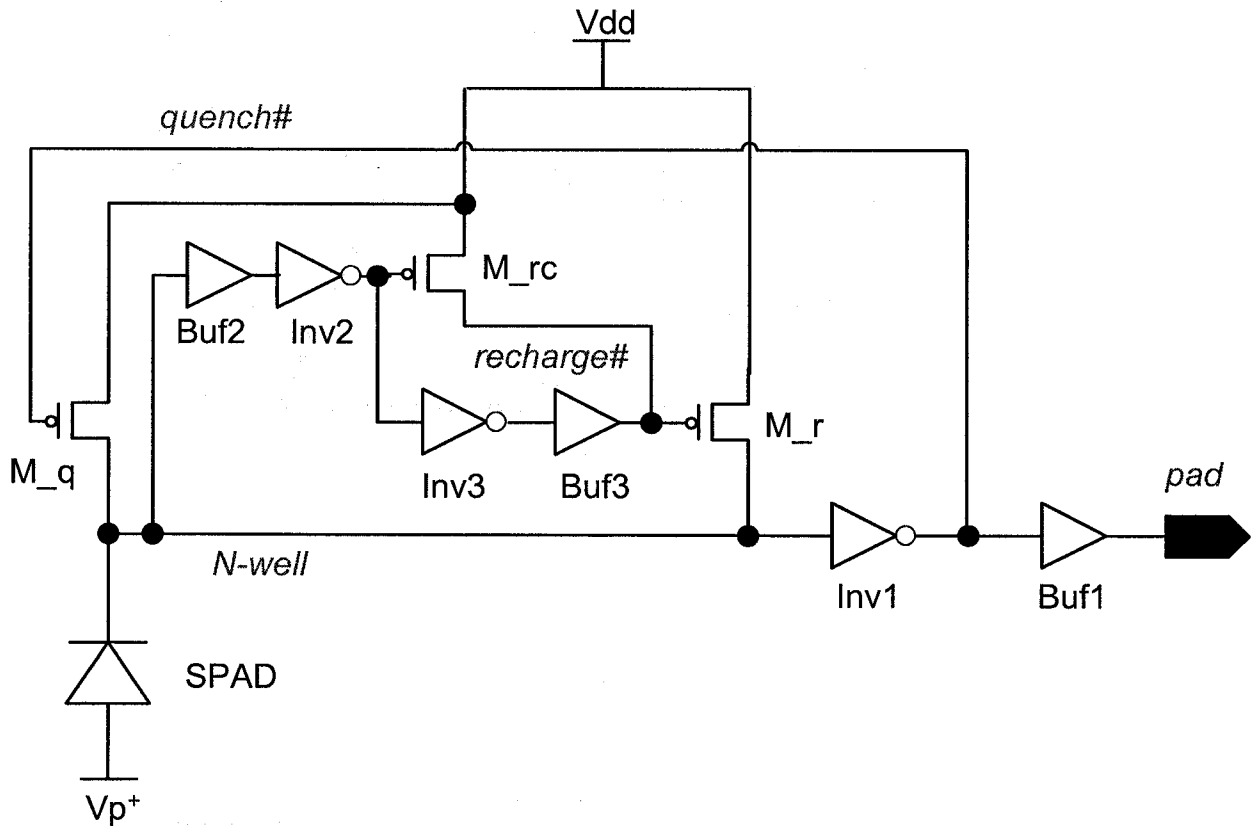 Vdd
quench#
M_rc
Buf2
Inv2
recharge#
M_r
M_q
Inv3
Buf3
pad
N-well
Inv1
Buf1
SPAD
Vp⁺